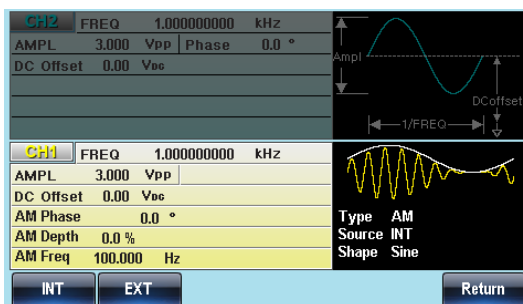 CH2 FREQ 1.000000000 kHz
AMPL 3.000 VPP Phase 0.0 °
DC Offset 0.00 VDC
Ampl
DCoffset
1/FREQ
CH1 FREQ 1.000000000 kHz
AMPL 3.000 VPP
DC Offset 0.00 VDC
AM Phase 0.0 °
AM Depth 0.0 %
AM Freq 100.000 Hz
Type AM
Source INT
Shape Sine
INT EXT Return